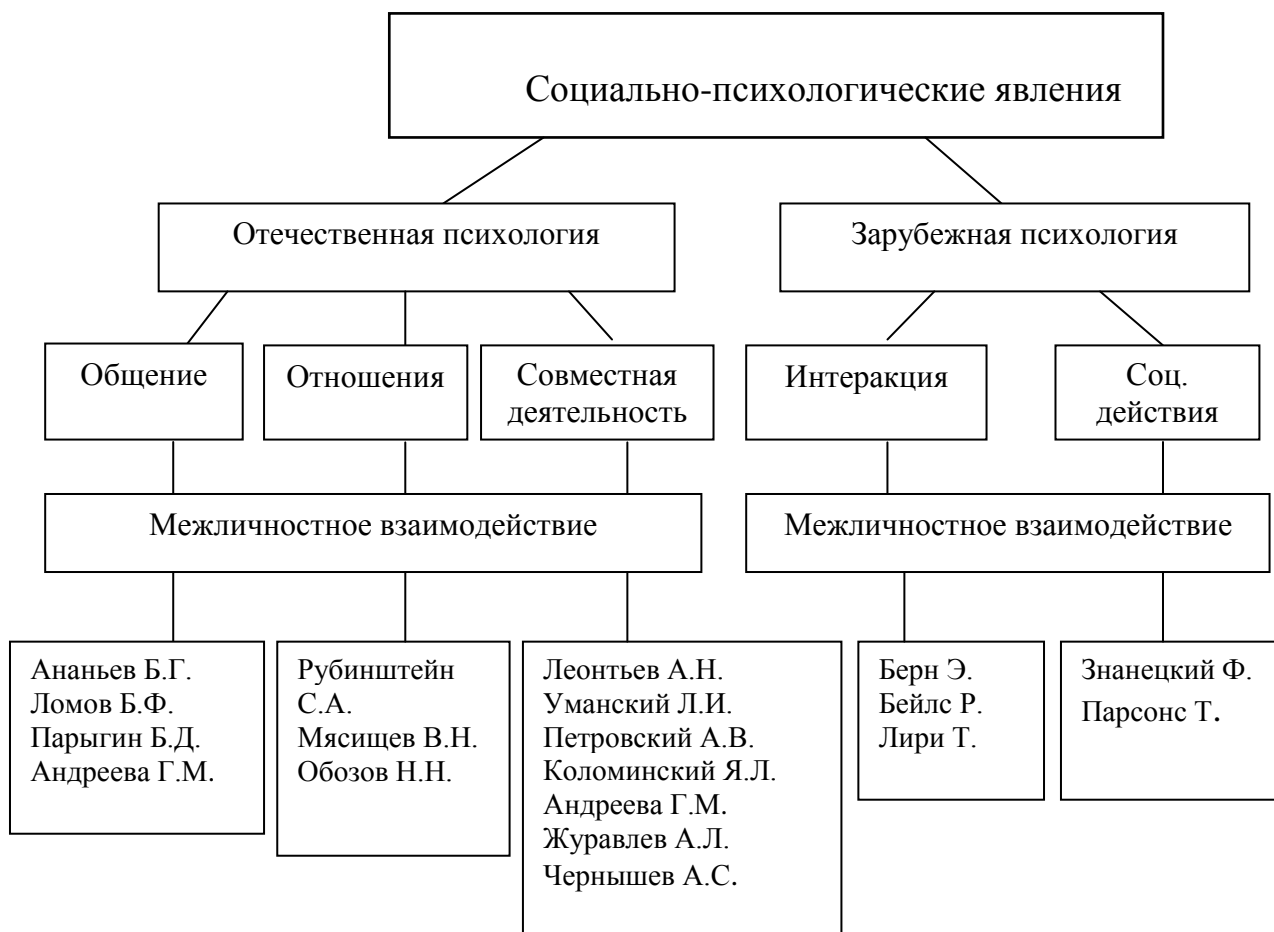 Социально-психологические явления
Отечественная психология
Зарубежная психология
Общение
Отношения
Совместная
деятельность
Интеракция
Соц.
действия
Межличностное взаимодействие
Межличностное взаимодействие
Ананьев Б.Г.
Ломов Б.Ф.
Парыгин Б.Д.
Андреева Г.М.
Рубинштейн
С.А.
Мясищев В.Н.
Обозов Н.Н.
Леонтьев А.Н.
Уманский Л.И.
Петровский А.В.
Коломинский Я.Л.
Андреева Г.М.
Журавлев А.Л.
Чернышев А.С.
Берн Э.
Бейлс Р.
Лири Т.
Знанецкий Ф.
Парсонс Т.